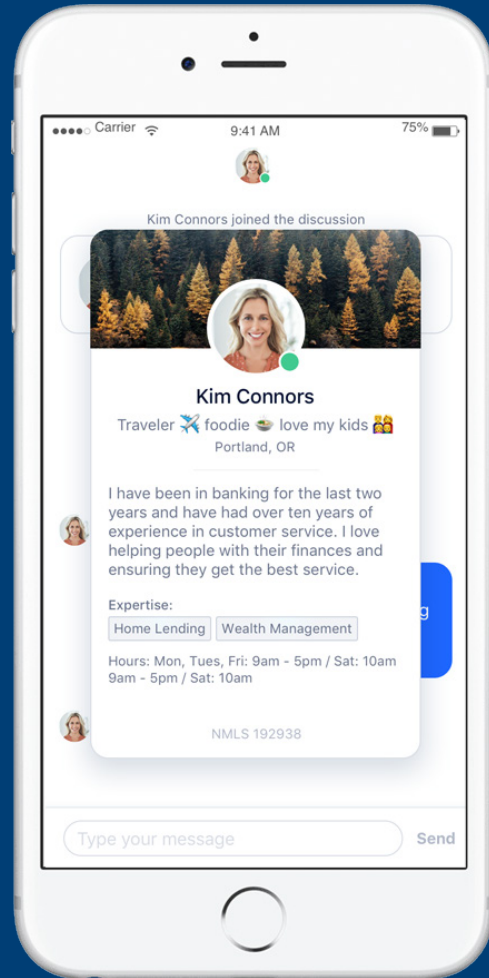 Carrier 9:41 AM 75%
Kim Connors joined the discussion
Kim Connors
Traveler ✈️ foodie 🍲 love my kids 👨‍👩‍👧‍👦
Portland, OR
I have been in banking for the last two
years and have had over ten years of
experience in customer service. I love
helping people with their finances and
ensuring they get the best service.
Expertise:
Home Lending Wealth Management
Hours: Mon, Tues, Fri: 9am - 5pm / Sat: 10am
9am - 5pm / Sat: 10am
NMLS 192938
Type your message Send